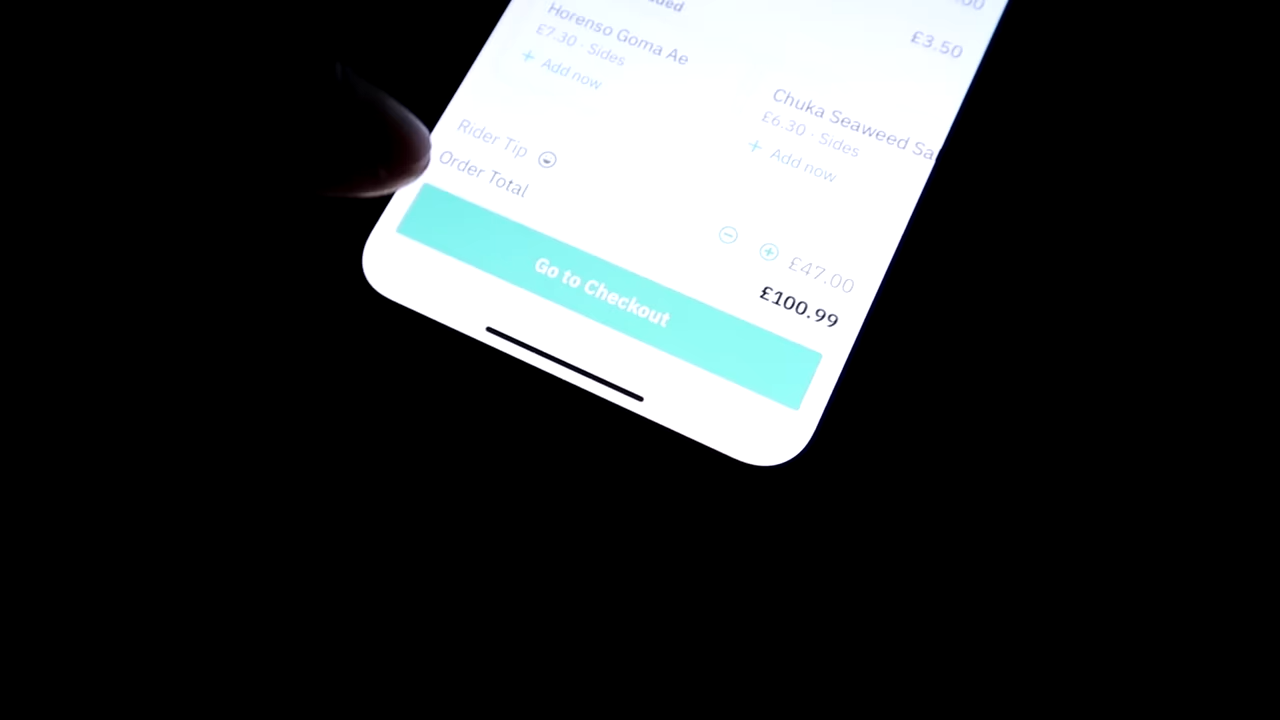 £3.50
Horenso Goma Ae
£7.30 · Sides
+ Add now
Chuka Seaweed
£6.30 · Sides
+ Add now
Rider Tip
£47.00
Order Total
£100.99
Go to Checkout